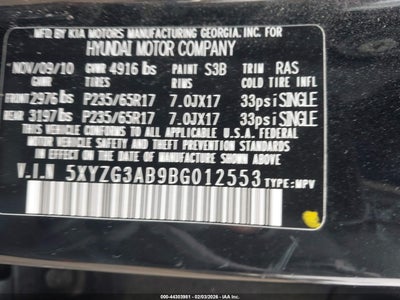 MFD BY KIA MOTORS MANUFACTURING GEORGIA. INC. FOR
HYUNDAI MOTOR COMPANY
NOV/09/10 GVWR 4916 lbs PAINT S3B TRIM RAS
GAWR TIRES RIMS COLD TIRE INFL
FRONT 2976 lbs P235/65R17 7.0JX17 33psi SINGLE
REAR 3197 lbs P235/65R17 7.0JX17 33psi SINGLE
THIS VEHICLE CONFORMS TO ALL APPLICABLE U.S.A. FEDERAL
MOTOR VEHICLE SAFETY AND THEFT PREVENTION
STANDARDS IN EFFECT ON THE DATE OF MANUFACTURE SHOWN ABOVE.
V.I.N 5XYZG3AB9BG012553 TYPE: MPV
000-44303981 - 02/03/2026 - IAA Inc.